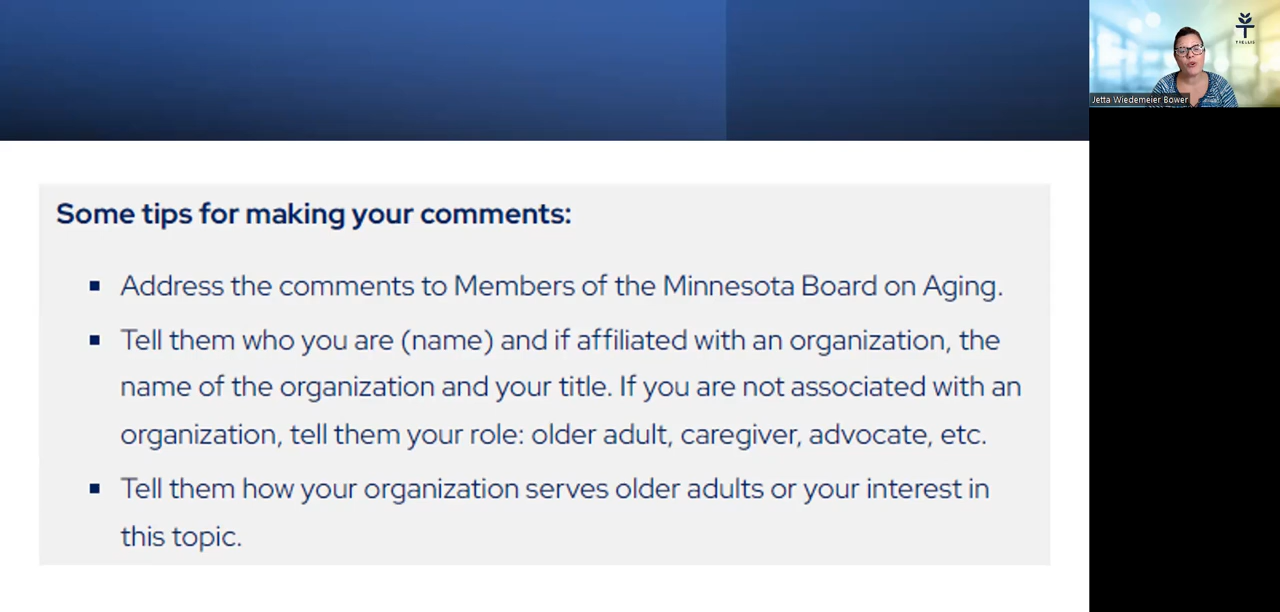 TRELLIS
Jetta Wiedemeier Bower
Some tips for making your comments:
▪ Address the comments to Members of the Minnesota Board on Aging.
▪ Tell them who you are (name) and if affiliated with an organization, the
name of the organization and your title. If you are not associated with an
organization, tell them your role: older adult, caregiver, advocate, etc.
▪ Tell them how your organization serves older adults or your interest in
this topic.